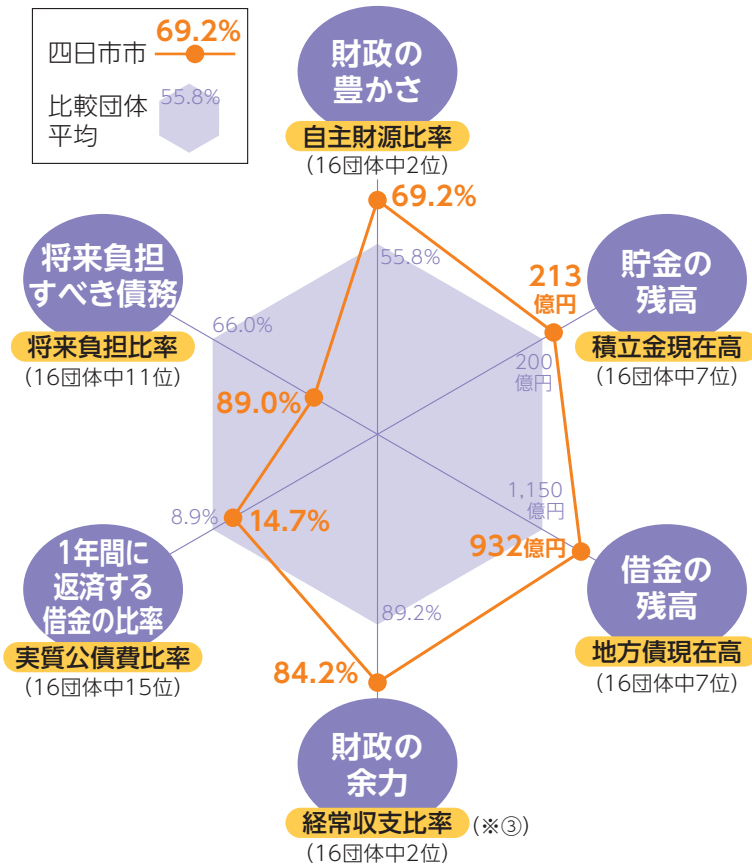 四日市市 69.2%
比較団体
平均
55.8%
財政の
豊かさ
自主財源比率
(16団体中2位)
69.2%
55.8%
貯金の
残高
積立金現在高
(16団体中7位)
213
億円
200
億円
借金の
残高
地方債現在高
(16団体中7位)
1,150
億円
932億円
財政の
余力
経常収支比率 (※③)
(16団体中2位)
89.2%
84.2%
1年間に
返済する
借金の比率
実質公債費比率
(16団体中15位)
8.9%
14.7%
将来負担
すべき債務
将来負担比率
(16団体中11位)
66.0%
89.0%